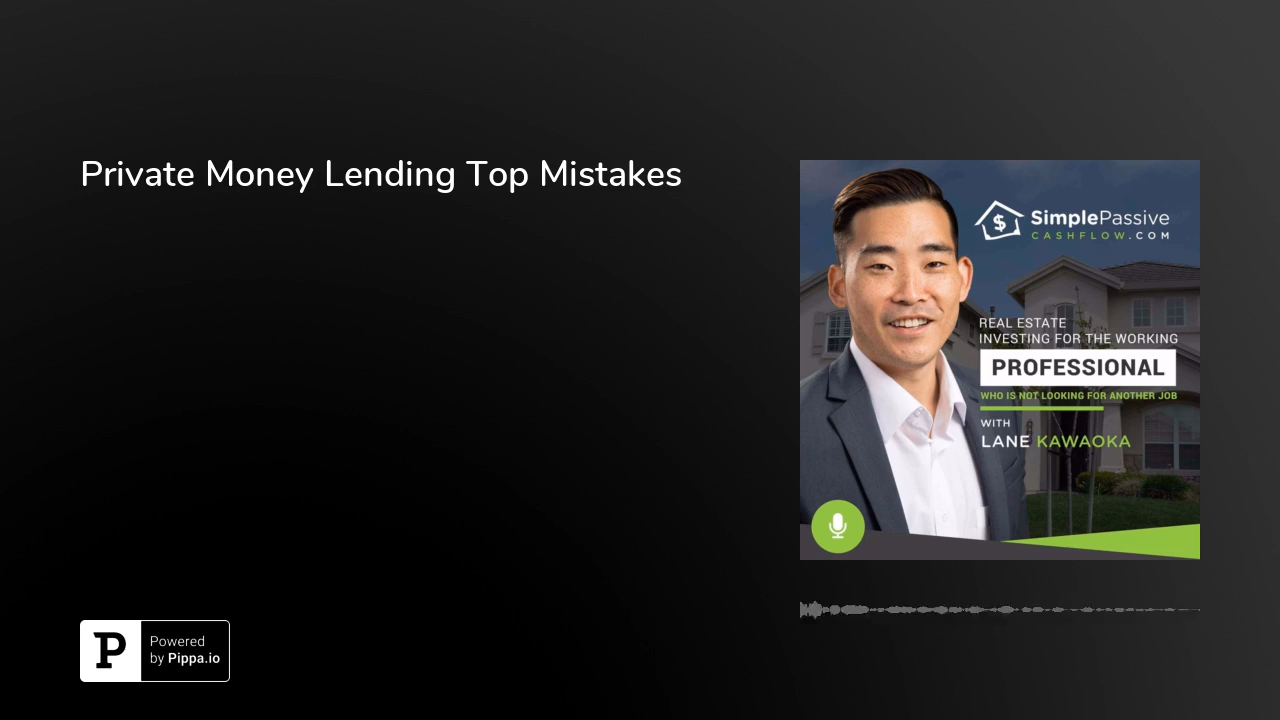 Private Money Lending Top Mistakes
$ SimplePassive
CASHFLOW.COM
REAL ESTATE
INVESTING FOR THE WORKING
PROFESSIONAL
WHO IS NOT LOOKING FOR ANOTHER JOB
WITH
LANE KAWAOKA
P Powered
by Pippa.io